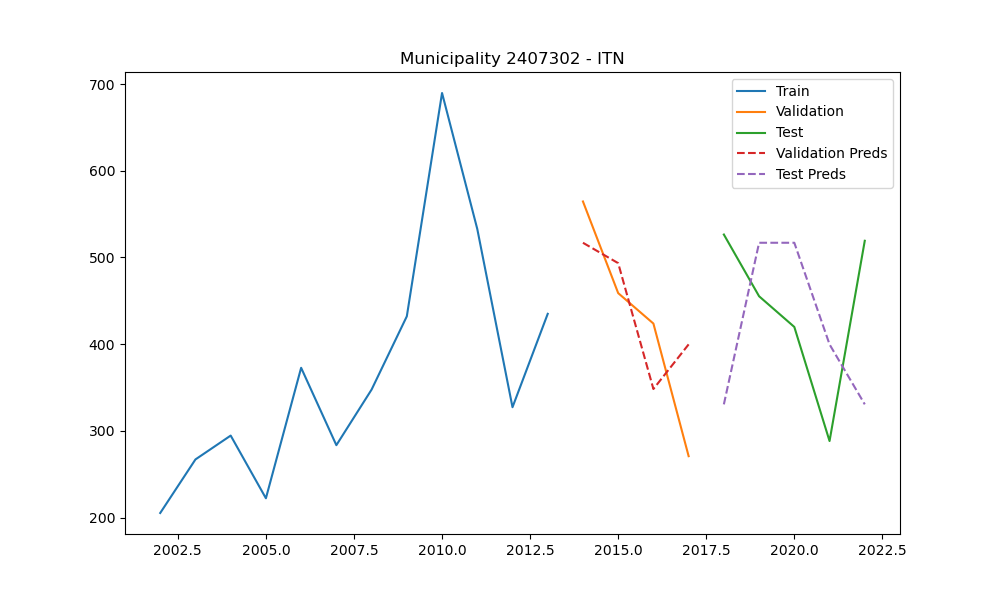 Municipality 2407302 - ITN
700
600
500
400
300
200
Train
Validation
Test
Validation Preds
Test Preds
2002.5 2005.0 2007.5 2010.0 2012.5 2015.0 2017.5 2020.0 2022.5